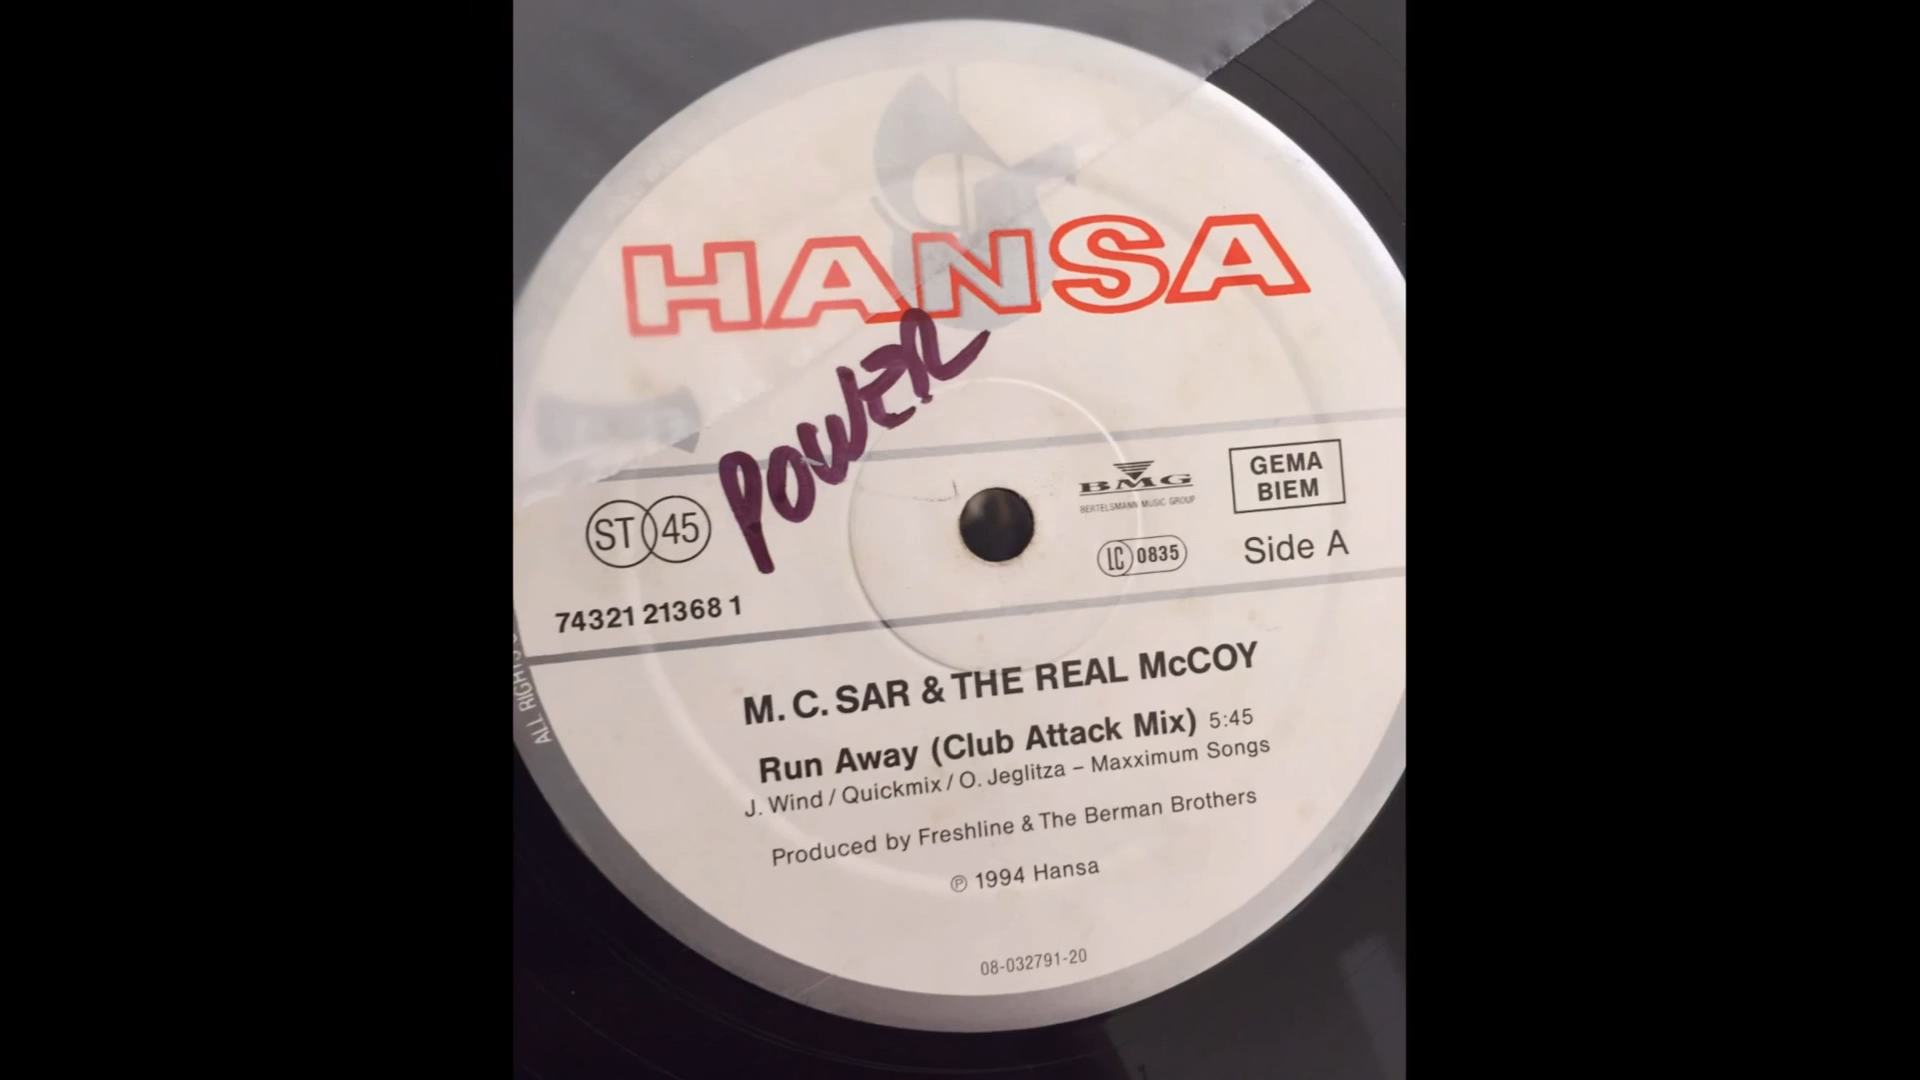 HANSA
POWER
ST 45
BMG
BERTELSMANN MUSIC GROUP
GEMA
BIEM
LC 0835
Side A
74321 21368 1
ALL RIGHTS
M. C. SAR & THE REAL McCOY
Run Away (Club Attack Mix) 5:45
J. Wind / Quickmix / O. Jeglitza – Maxximum Songs
Produced by Freshline & The Berman Brothers
℗ 1994 Hansa
08-032791-20